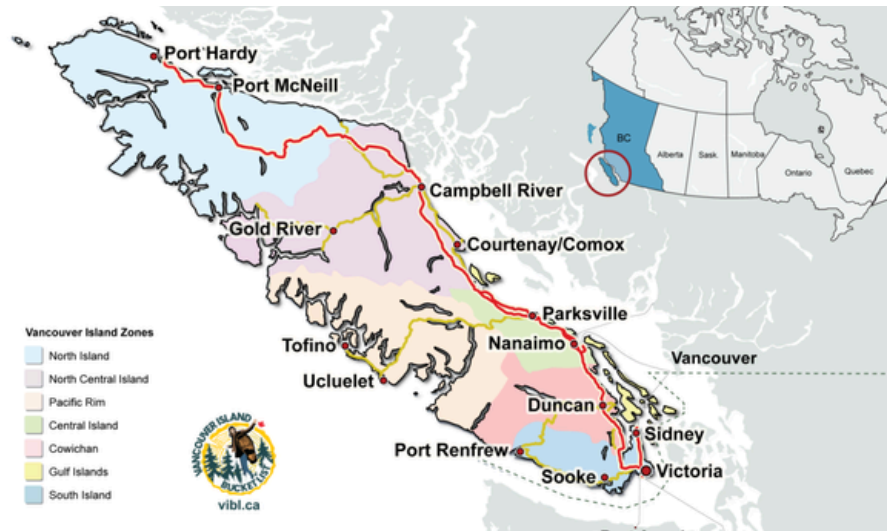 Port Hardy
Port McNeill
BC
Alberta
Sask.
Manitoba
Ontario
Quebec
Campbell River
Gold River
Courtenay/Comox
Parksville
Vancouver Island Zones
North Island
North Central Island
Pacific Rim
Central Island
Cowichan
Gulf Islands
South Island
Tofino
Nanaimo
Vancouver
Ucluelet
Duncan
Sidney
Port Renfrew
Victoria
Sooke
VANCOUVER ISLAND
BUCKET LIST
vibl.ca